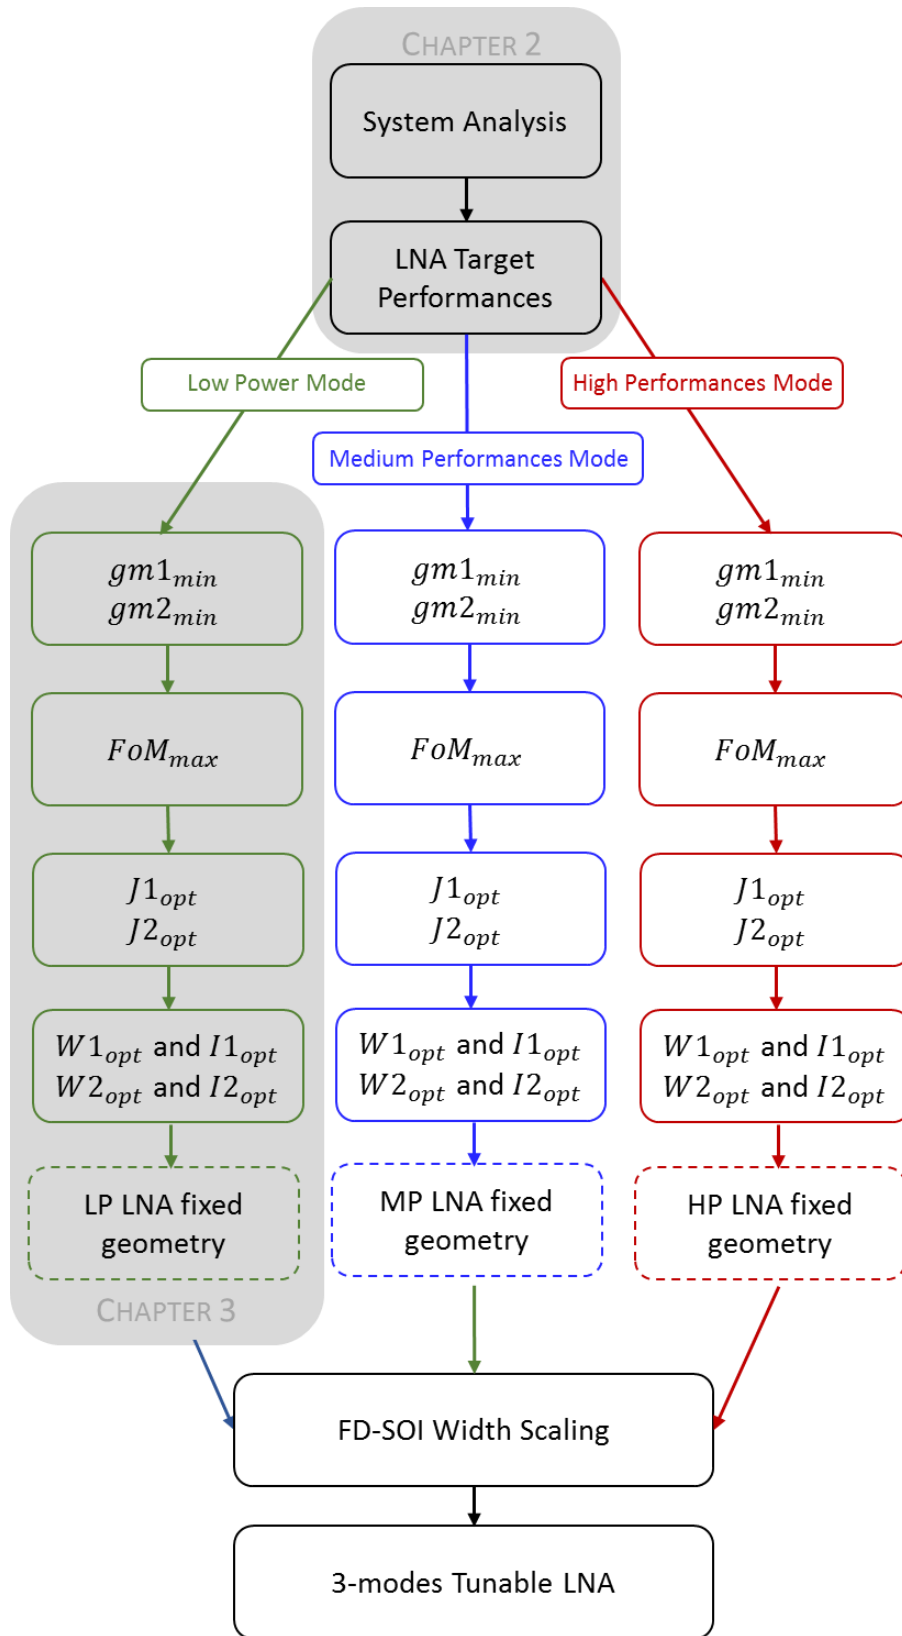 CHAPTER 2
System Analysis
LNA Target
Performances
Low Power Mode
High Performances Mode
Medium Performances Mode
gm1min
gm2min
gm1min
gm2min
gm1min
gm2min
FoMmax
FoMmax
FoMmax
J1opt
J2opt
J1opt
J2opt
J1opt
J2opt
W1opt and I1opt
W2opt and I2opt
W1opt and I1opt
W2opt and I2opt
W1opt and I1opt
W2opt and I2opt
LP LNA fixed
geometry
MP LNA fixed
geometry
HP LNA fixed
geometry
CHAPTER 3
FD-SOI Width Scaling
3-modes Tunable LNA